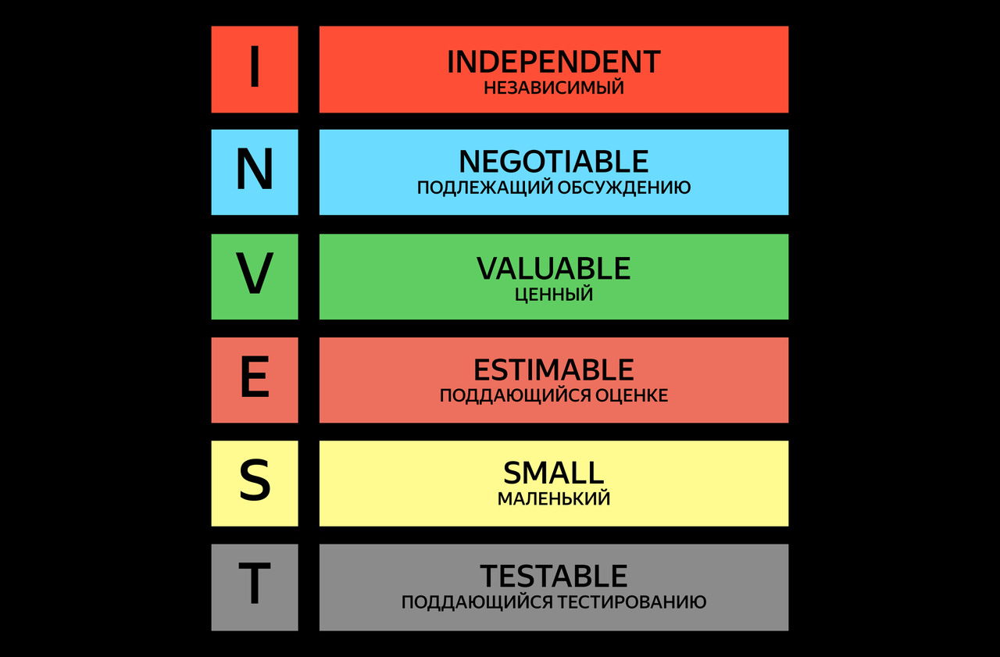 I
INDEPENDENT
НЕЗАВИСИМЫЙ
N
NEGOTIABLE
ПОДЛЕЖАЩИЙ ОБСУЖДЕНИЮ
V
VALUABLE
ЦЕННЫЙ
E
ESTIMABLE
ПОДДАЮЩИЙСЯ ОЦЕНКЕ
S
SMALL
МАЛЕНЬКИЙ
T
TESTABLE
ПОДДАЮЩИЙСЯ ТЕСТИРОВАНИЮ